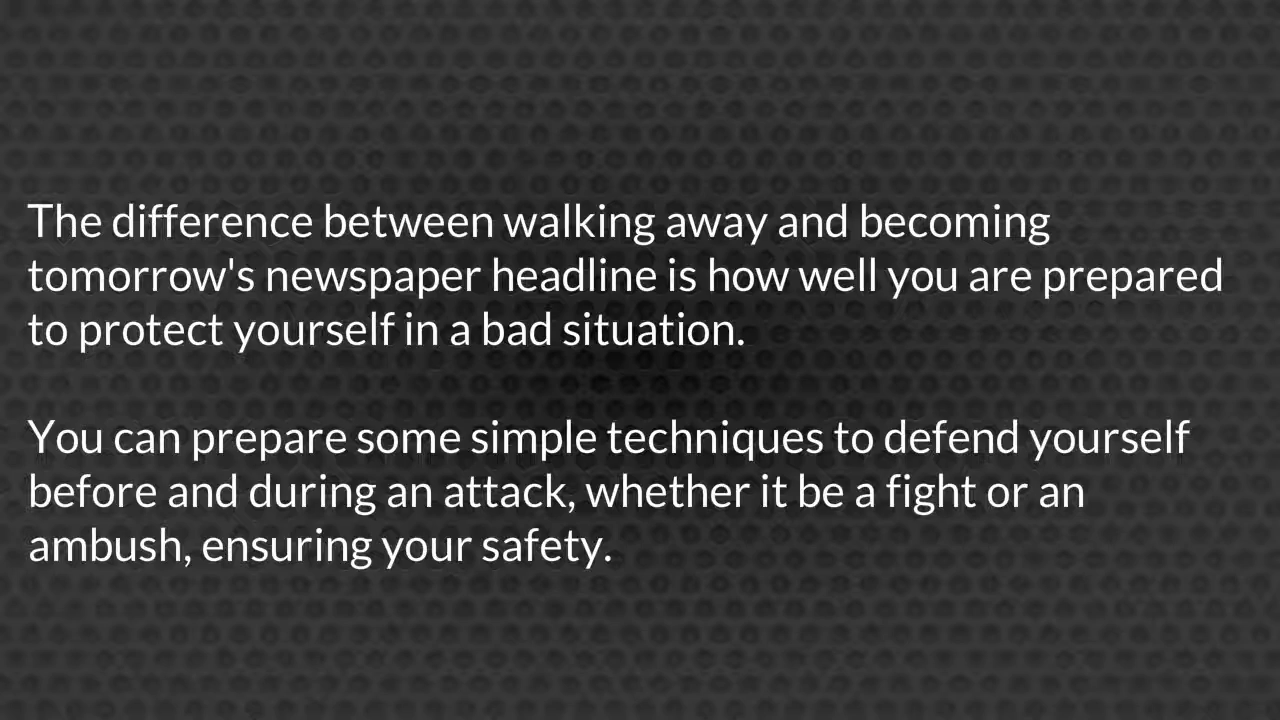 The difference between walking away and becoming
tomorrow's newspaper headline is how well you are prepared
to protect yourself in a bad situation.
You can prepare some simple techniques to defend yourself
before and during an attack, whether it be a fight or an
ambush, ensuring your safety.